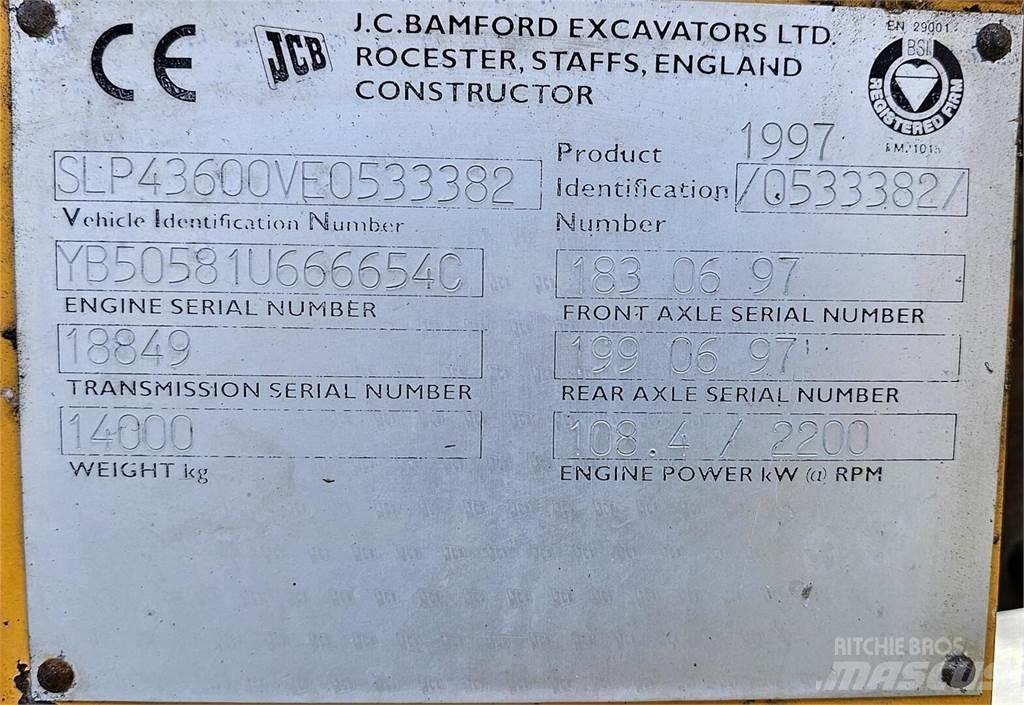 CE JCB J.C.BAMFORD EXCAVATORS LTD.
ROCESTER, STAFFS, ENGLAND
CONSTRUCTOR
EN 29001
BSI
REGISTERED FIRM
Product 1997
SLP43600VE0533382 Identification /0533382/
Vehicle Identification Number Number
YB50581U666654C 183 06 97
ENGINE SERIAL NUMBER FRONT AXLE SERIAL NUMBER
18849 199 06 97
TRANSMISSION SERIAL NUMBER REAR AXLE SERIAL NUMBER
14000 108.4 / 2200
WEIGHT kg ENGINE POWER kW @ RPM
RITCHIE BROS.
MASCUS